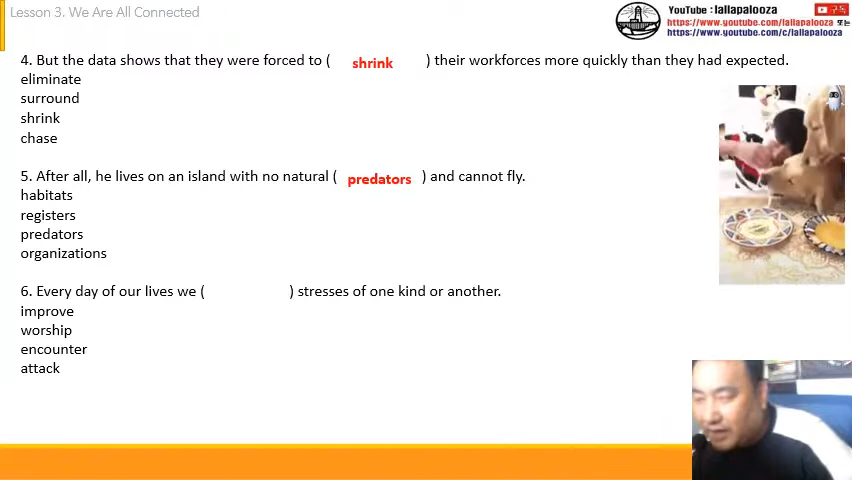 Lesson 3. We Are All Connected
YouTube : lallapalooza
구독
https://www.youtube.com/lallapalooza 또는
https://www.youtube.com/c/lallapalooza
4. But the data shows that they were forced to ( shrink ) their workforces more quickly than they had expected.
eliminate
surround
shrink
chase
5. After all, he lives on an island with no natural ( predators ) and cannot fly.
habitats
registers
predators
organizations
6. Every day of our lives we ( ) stresses of one kind or another.
improve
worship
encounter
attack